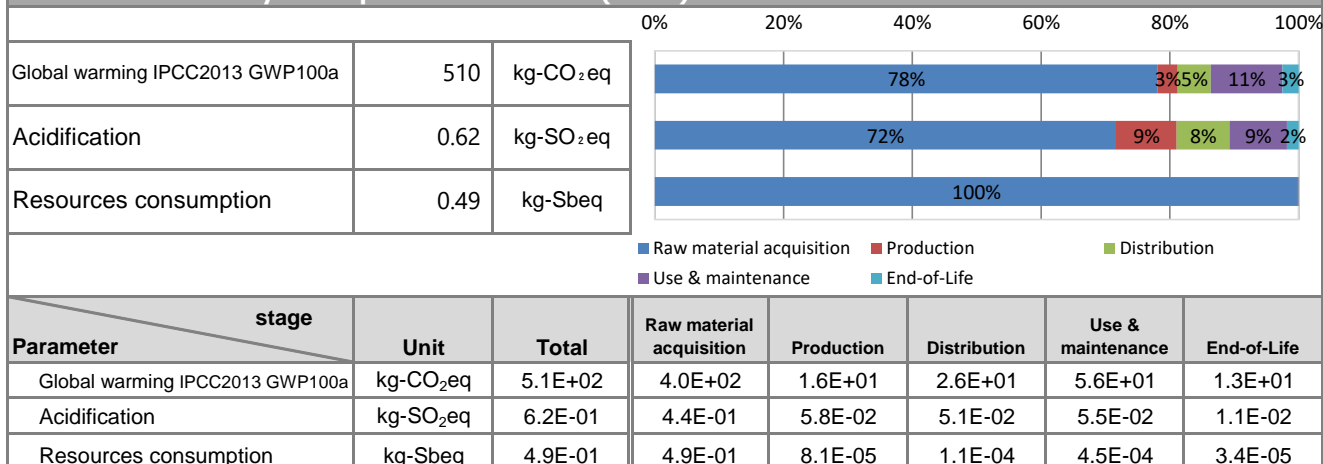 0% 20% 40% 60% 80% 100%
Global warming IPCC2013 GWP100a 510 kg-CO₂eq 78% 3% 5% 11% 3%
Acidification 0.62 kg-SO₂eq 72% 9% 8% 9% 2%
Resources consumption 0.49 kg-Sbeq 100%
Raw material acquisition Production Distribution
Use & maintenance End-of-Life
stage
Parameter Unit Total Raw material acquisition Production Distribution Use & maintenance End-of-Life
Global warming IPCC2013 GWP100a kg-CO₂eq 5.1E+02 4.0E+02 1.6E+01 2.6E+01 5.6E+01 1.3E+01
Acidification kg-SO₂eq 6.2E-01 4.4E-01 5.8E-02 5.1E-02 5.5E-02 1.1E-02
Resources consumption kg-Sbeq 4.9E-01 4.9E-01 8.1E-05 1.1E-04 4.5E-04 3.4E-05